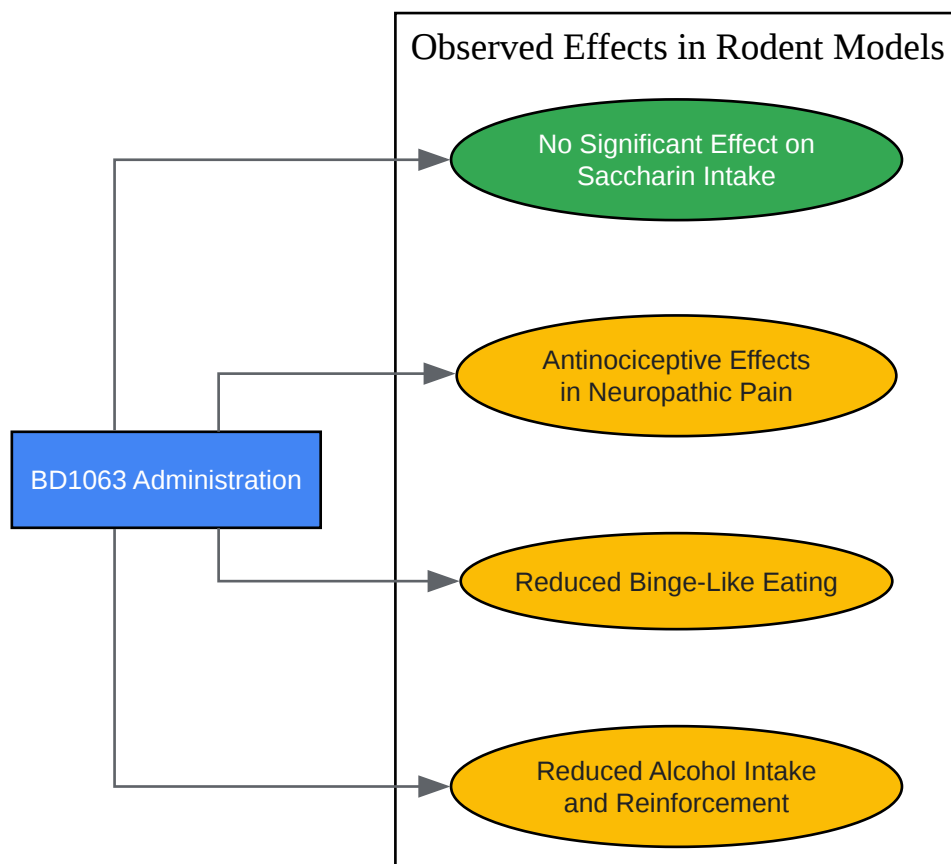 Observed Effects in Rodent Models
No Significant Effect on
Saccharin Intake
Antinociceptive Effects
in Neuropathic Pain
BD1063 Administration
Reduced Binge-Like Eating
Reduced Alcohol Intake
and Reinforcement